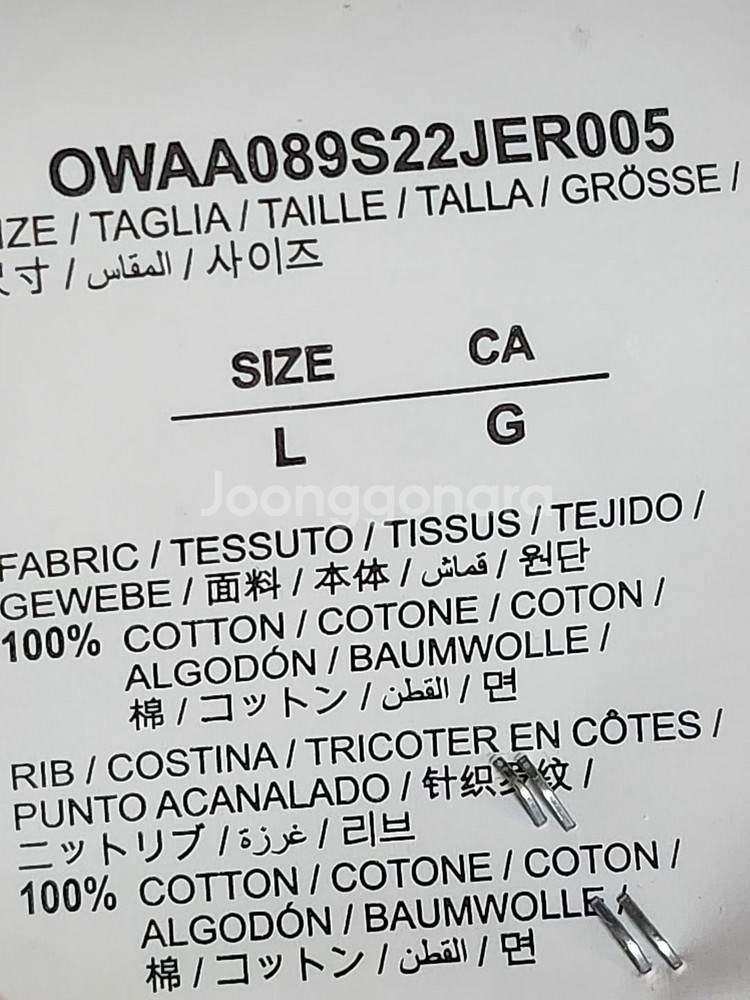 OWAA089S22JER005
IZE / TAGLIA / TAILLE / TALLA / GRÖSSE /
尺寸 / المقاس / 사이즈
SIZE CA
L G
Joonggonara
FABRIC / TESSUTO / TISSUS / TEJIDO /
GEWEBE / 面料 / 本体 / قماش / 원단
100% COTTON / COTONE / COTON /
ALGODÓN / BAUMWOLLE /
棉 / コットン / القطن / 면
RIB / COSTINA / TRICOTER EN CÔTES /
PUNTO ACANALADO / 针织罗纹 /
ニットリブ / غرزة / 리브
100% COTTON / COTONE / COTON /
ALGODÓN / BAUMWOLLE /
棉 / コットン / القطن / 면